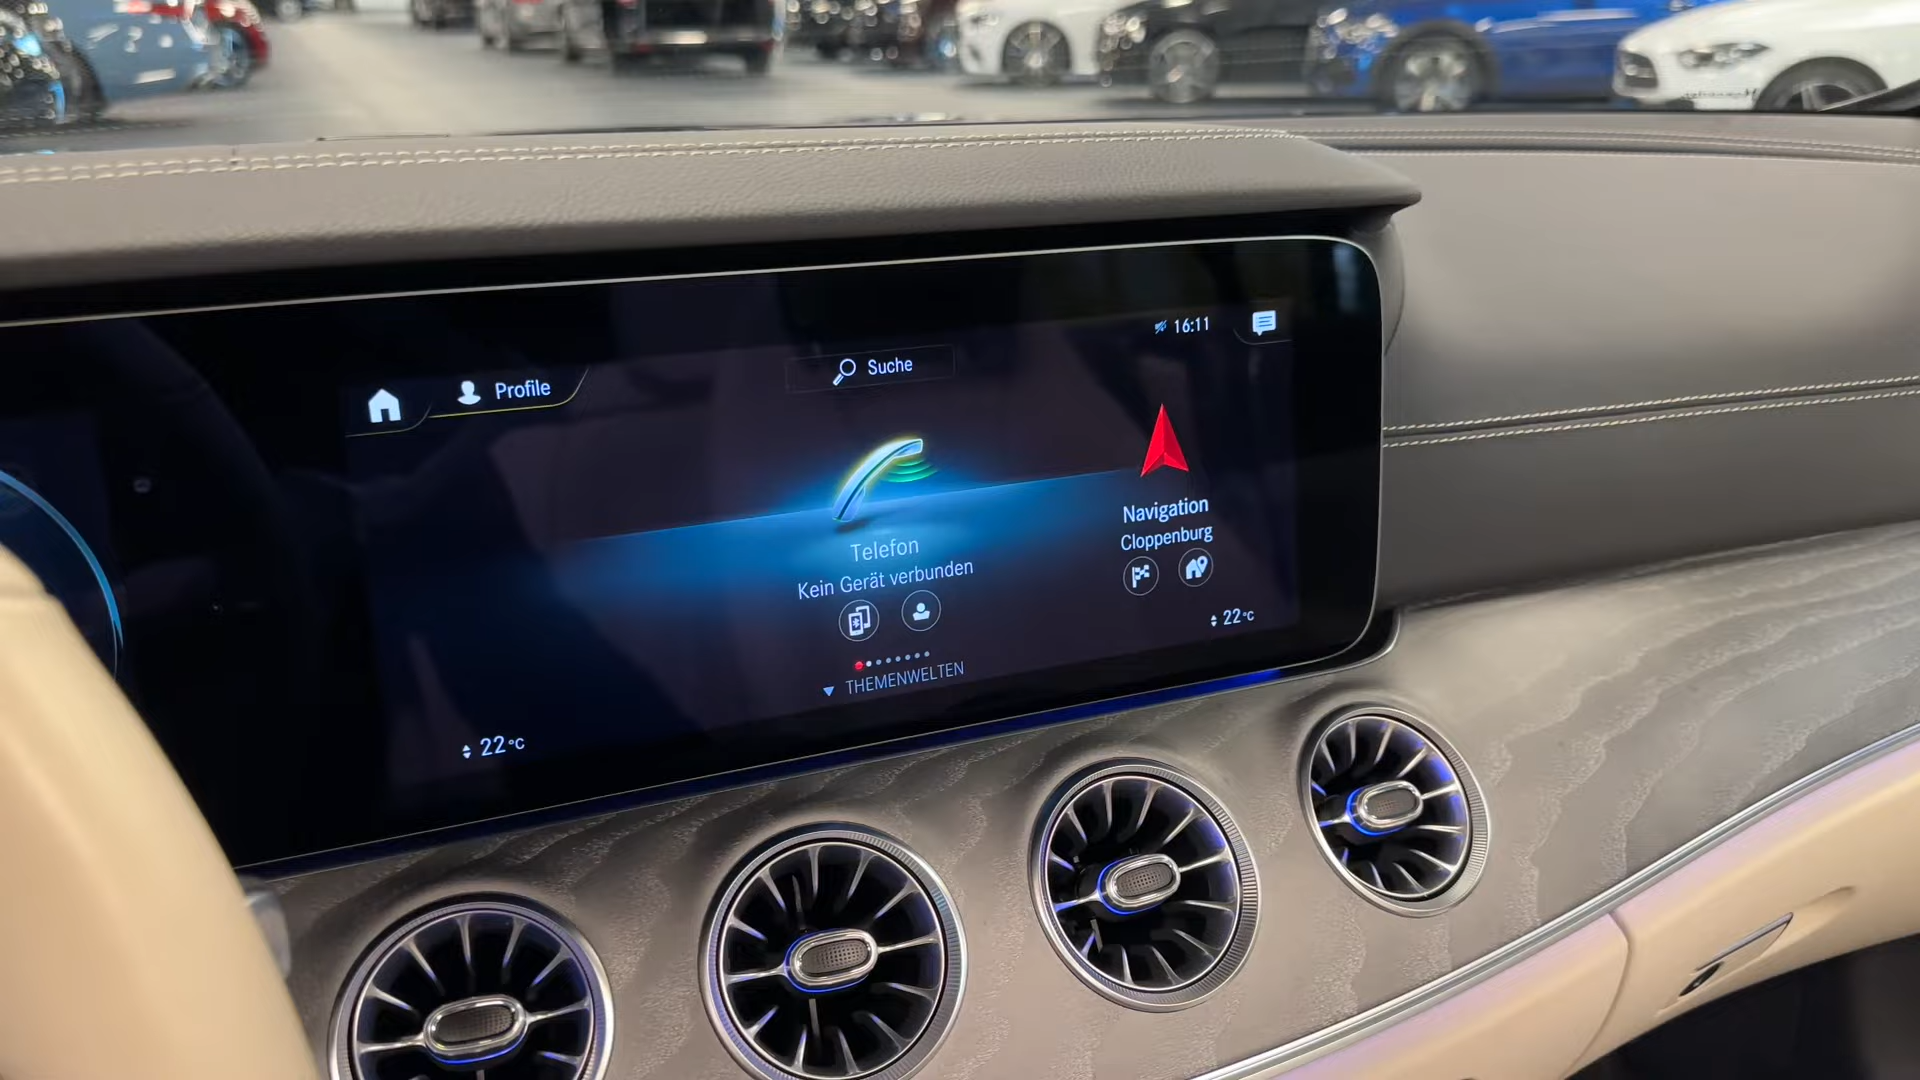 16:11
Suche
Profile
Navigation
Cloppenburg
Telefon
Kein Gerät verbunden
22°C
THEMENWELTEN
22°C